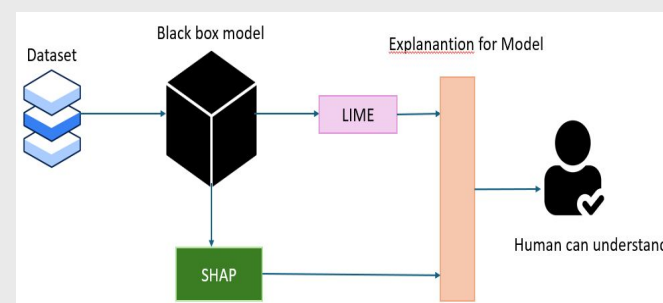 Black box model
Explanantion for Model
Dataset
LIME
Human can understand
SHAP